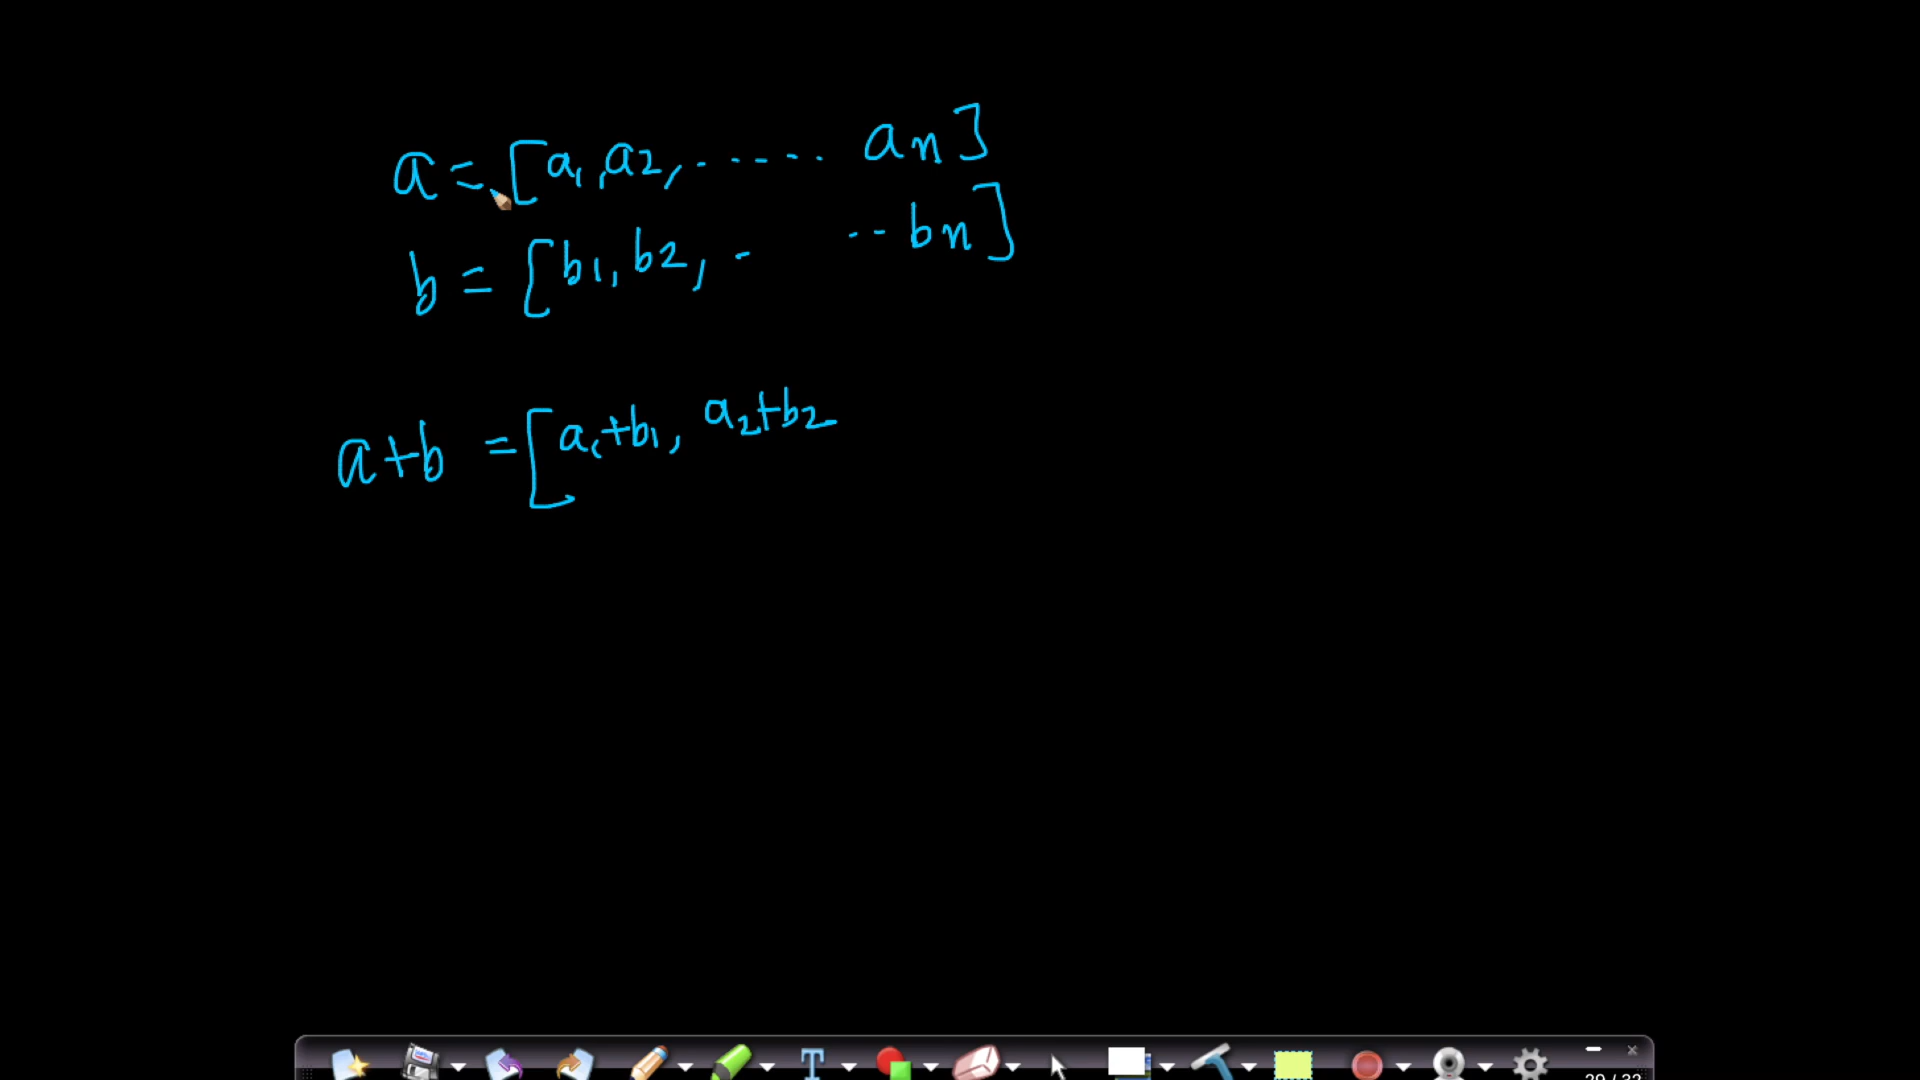 a = [a1, a2, ....... an]
b = [b1, b2, . .. bn]
a+b = [a1+b1, a2+b2